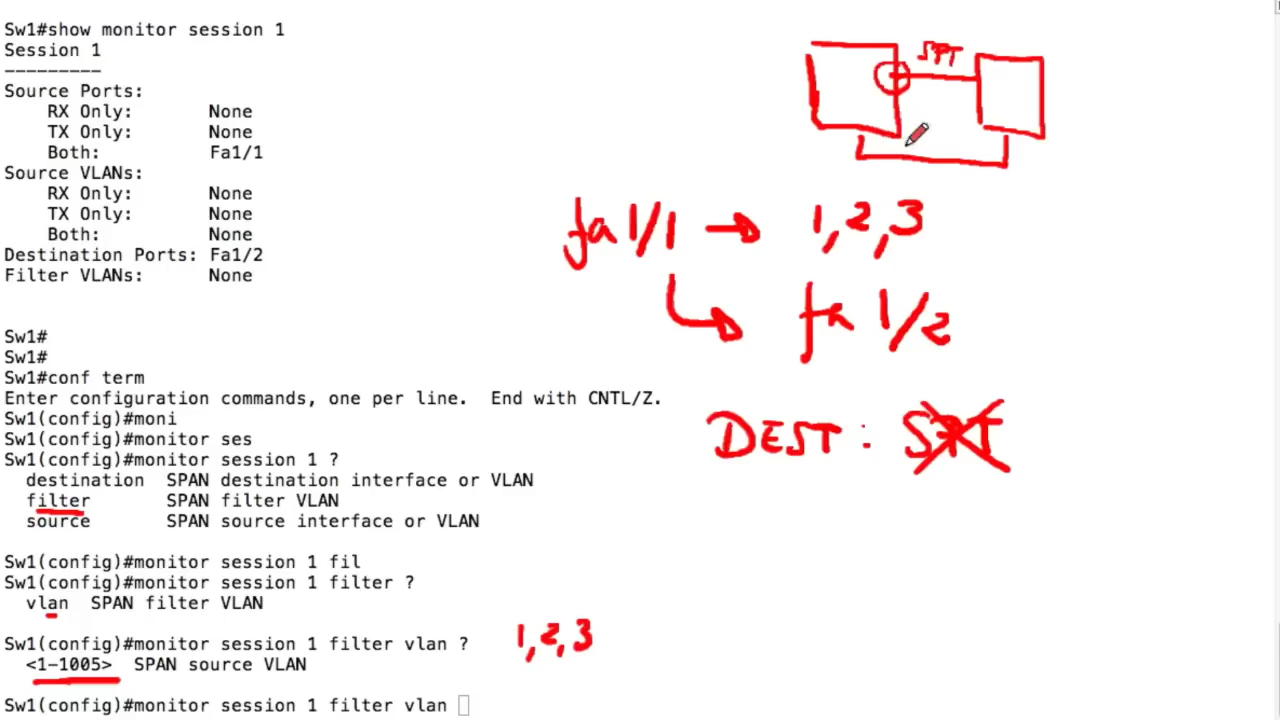 Sw1#show monitor session 1
Session 1
---------
Source Ports:
    RX Only:       None
    TX Only:       None
    Both:          Fa1/1
Source VLANs:
    RX Only:       None
    TX Only:       None
    Both:          None
Destination Ports: Fa1/2
Filter VLANs:      None
Sw1#
Sw1#
Sw1#conf term
Enter configuration commands, one per line.  End with CNTL/Z.
Sw1(config)#moni
Sw1(config)#monitor ses
Sw1(config)#monitor session 1 ?
  destination  SPAN destination interface or VLAN
  filter       SPAN filter VLAN
  source       SPAN source interface or VLAN
Sw1(config)#monitor session 1 fil
Sw1(config)#monitor session 1 filter ?
  vlan  SPAN filter VLAN
Sw1(config)#monitor session 1 filter vlan ?
  <1-1005>  SPAN source VLAN
Sw1(config)#monitor session 1 filter vlan
SPT
fa 1/1 → 1,2,3
fa 1/2
DEST: SPT
1,2,3